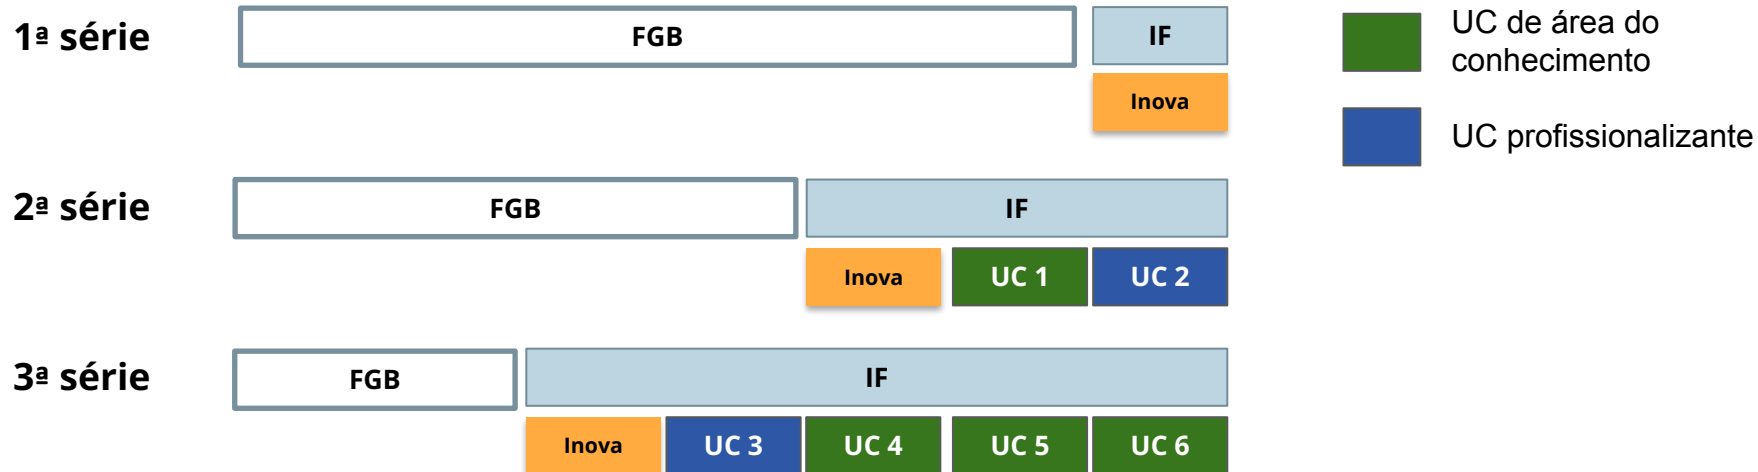 1ª série
FGB
IF
Inova
UC de área do
conhecimento
UC profissionalizante
2ª série
FGB
IF
Inova
UC 1
UC 2
3ª série
FGB
IF
Inova
UC 3
UC 4
UC 5
UC 6